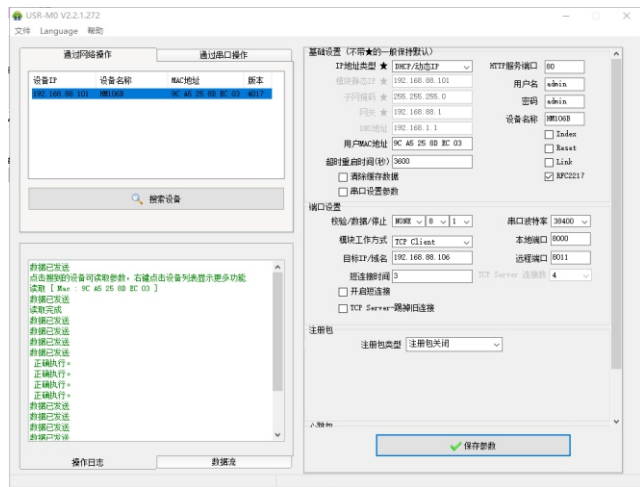 USR-M0 V2.2.1.272
文件 Language 帮助
通过网络操作 通过串口操作
设备IP 设备名称 MAC地址 版本
192.168.88.101 NM106B 9C A5 25 8D EC 03 4017
搜索设备
数据已发送
点击搜到的设备可读取参数，右键点击设备列表显示更多功能
读取 [ Mac : 9C A5 25 8D EC 03 ]
数据已发送
读取完成
数据已发送
数据已发送
数据已发送
数据已发送
正确执行。
正确执行。
正确执行。
正确执行。
数据已发送
数据已发送
数据已发送
数据已发送
操作日志 数据流
基础设置（不带★的一般保持默认）
IP地址类型 ★ DHCP/动态IP HTTP服务端口 80
模块静态IP ★ 192.168.88.101 用户名 admin
子网掩码 ★ 255.255.255.0 密码 admin
网关 ★ 192.168.88.1 设备名称 NM106B
DNS地址 192.168.1.1 Index
用户MAC地址 9C A5 25 8D EC 03 Reset
超时重启时间(秒) 3600 Link
清除缓存数据 RFC2217
串口设置参数
端口设置
校验/数据/停止 NONE 8 1 串口波特率 38400
模块工作方式 TCP Client 本地端口 8000
目标IP/域名 192.168.88.106 远程端口 8011
短连接时间 3 TCP Server 连接数 4
开启短连接
TCP Server-踢掉旧连接
注册包
注册包类型 注册包关闭
心跳包
保存参数